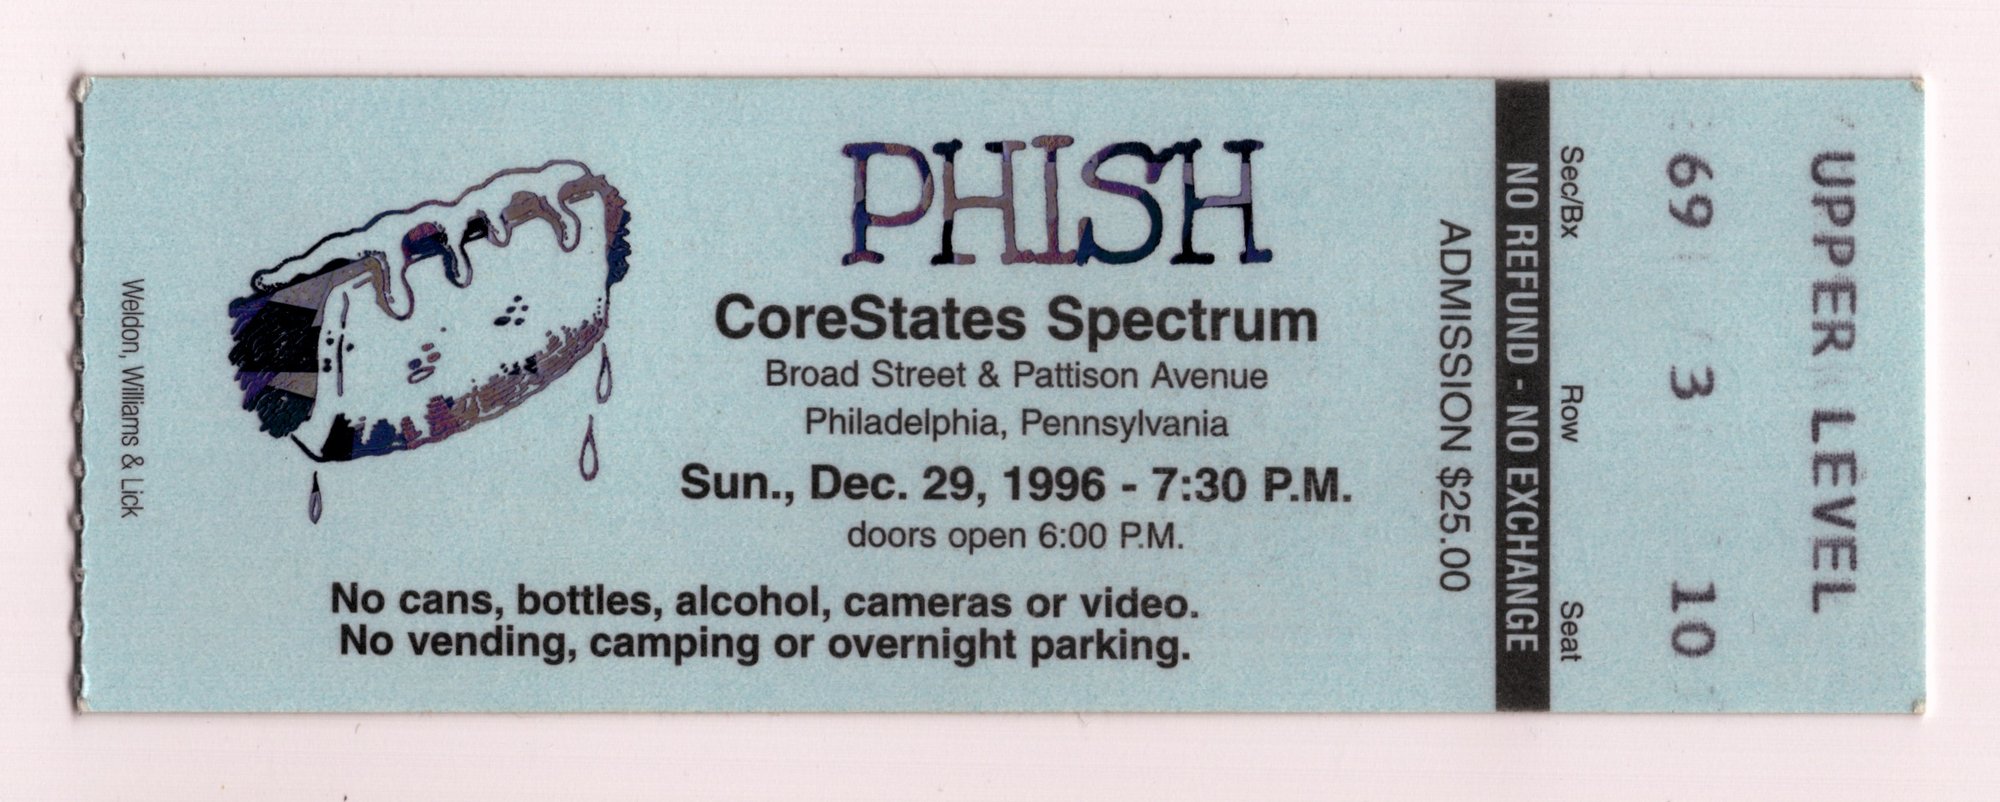 Weldon, Williams & Lick
PHISH
CoreStates Spectrum
Broad Street & Pattison Avenue
Philadelphia, Pennsylvania
Sun., Dec. 29, 1996 - 7:30 P.M.
doors open 6:00 P.M.
No cans, bottles, alcohol, cameras or video.
No vending, camping or overnight parking.
ADMISSION $25.00
NO REFUND - NO EXCHANGE
Sec/Bx Row Seat
69 3 10
UPPER LEVEL